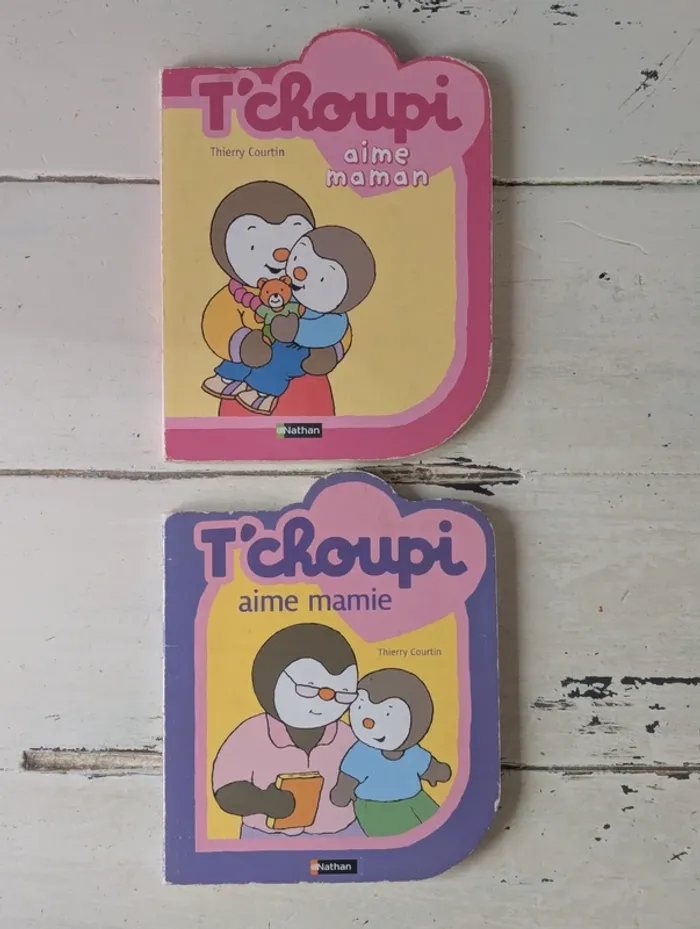 T'choupi
Thierry Courtin
aime
maman
Nathan
T'choupi
aime mamie
Thierry Courtin
Nathan